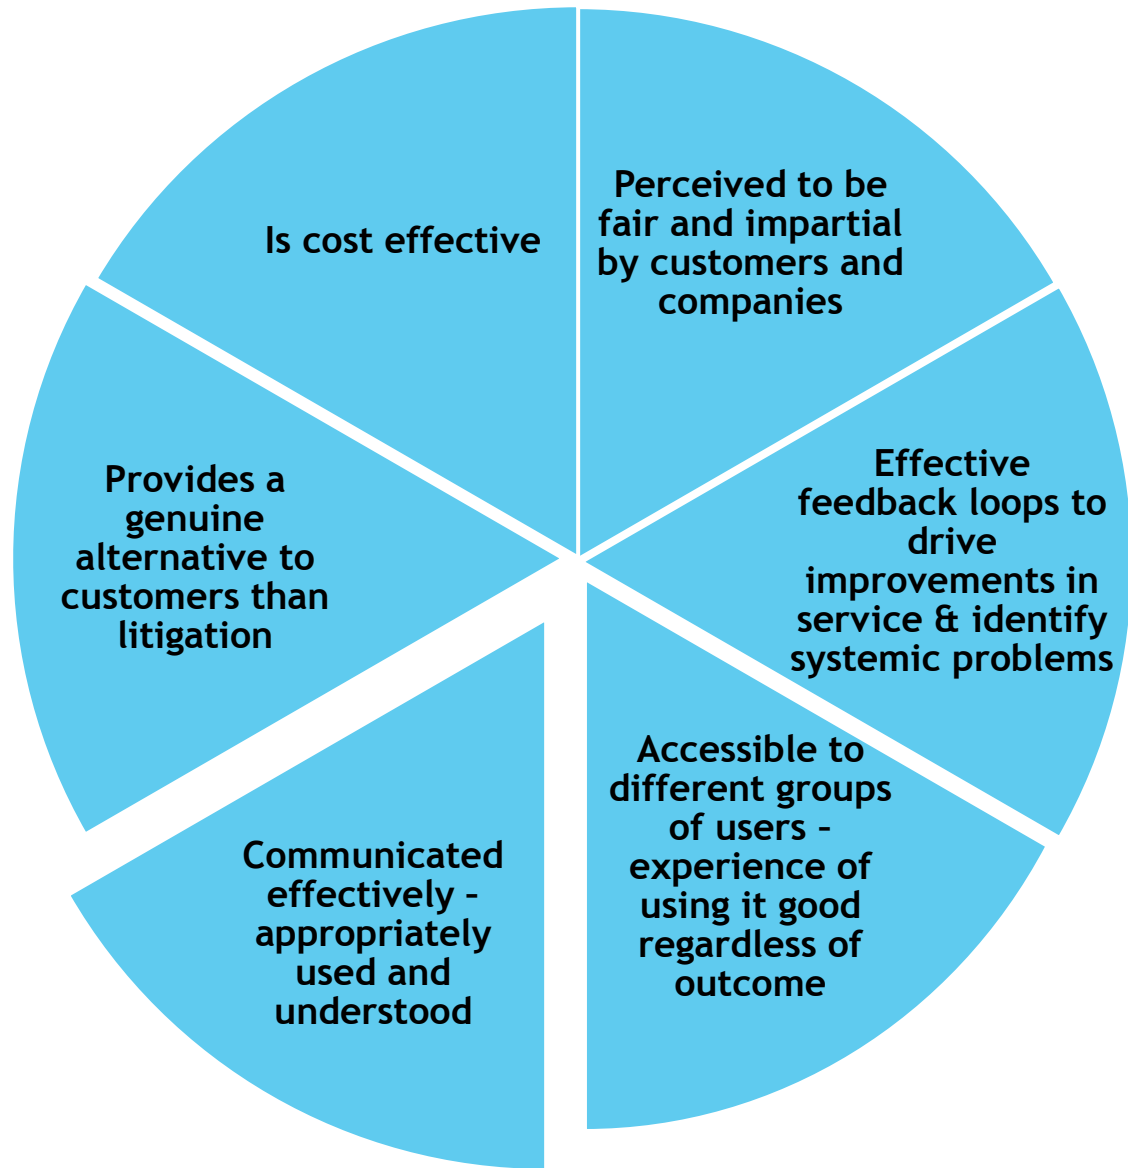 Perceived to be
fair and impartial
by customers and
companies
Effective
feedback loops to
drive
improvements in
service & identify
systemic problems
Accessible to
different groups
of users –
experience of
using it good
regardless of
outcome
Communicated
effectively –
appropriately
used and
understood
Provides a
genuine
alternative to
customers than
litigation
Is cost effective